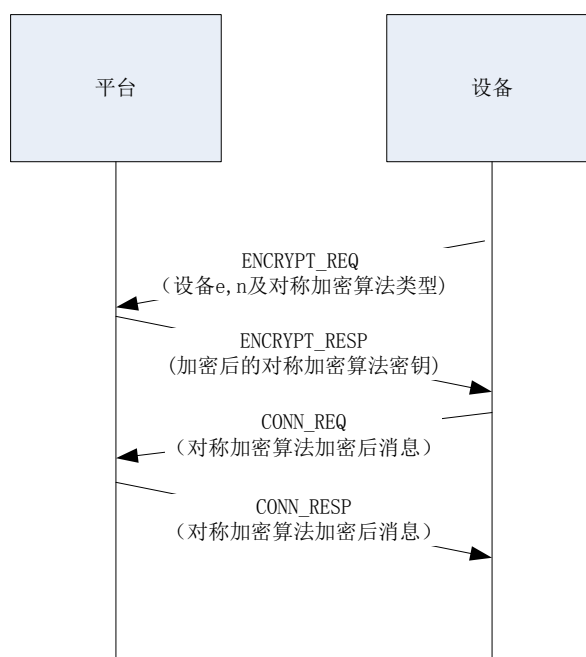 平台
设备
ENCRYPT_REQ
（设备e,n及对称加密算法类型)
ENCRYPT_RESP
(加密后的对称加密算法密钥)
CONN_REQ
（对称加密算法加密后消息）
CONN_RESP
（对称加密算法加密后消息）